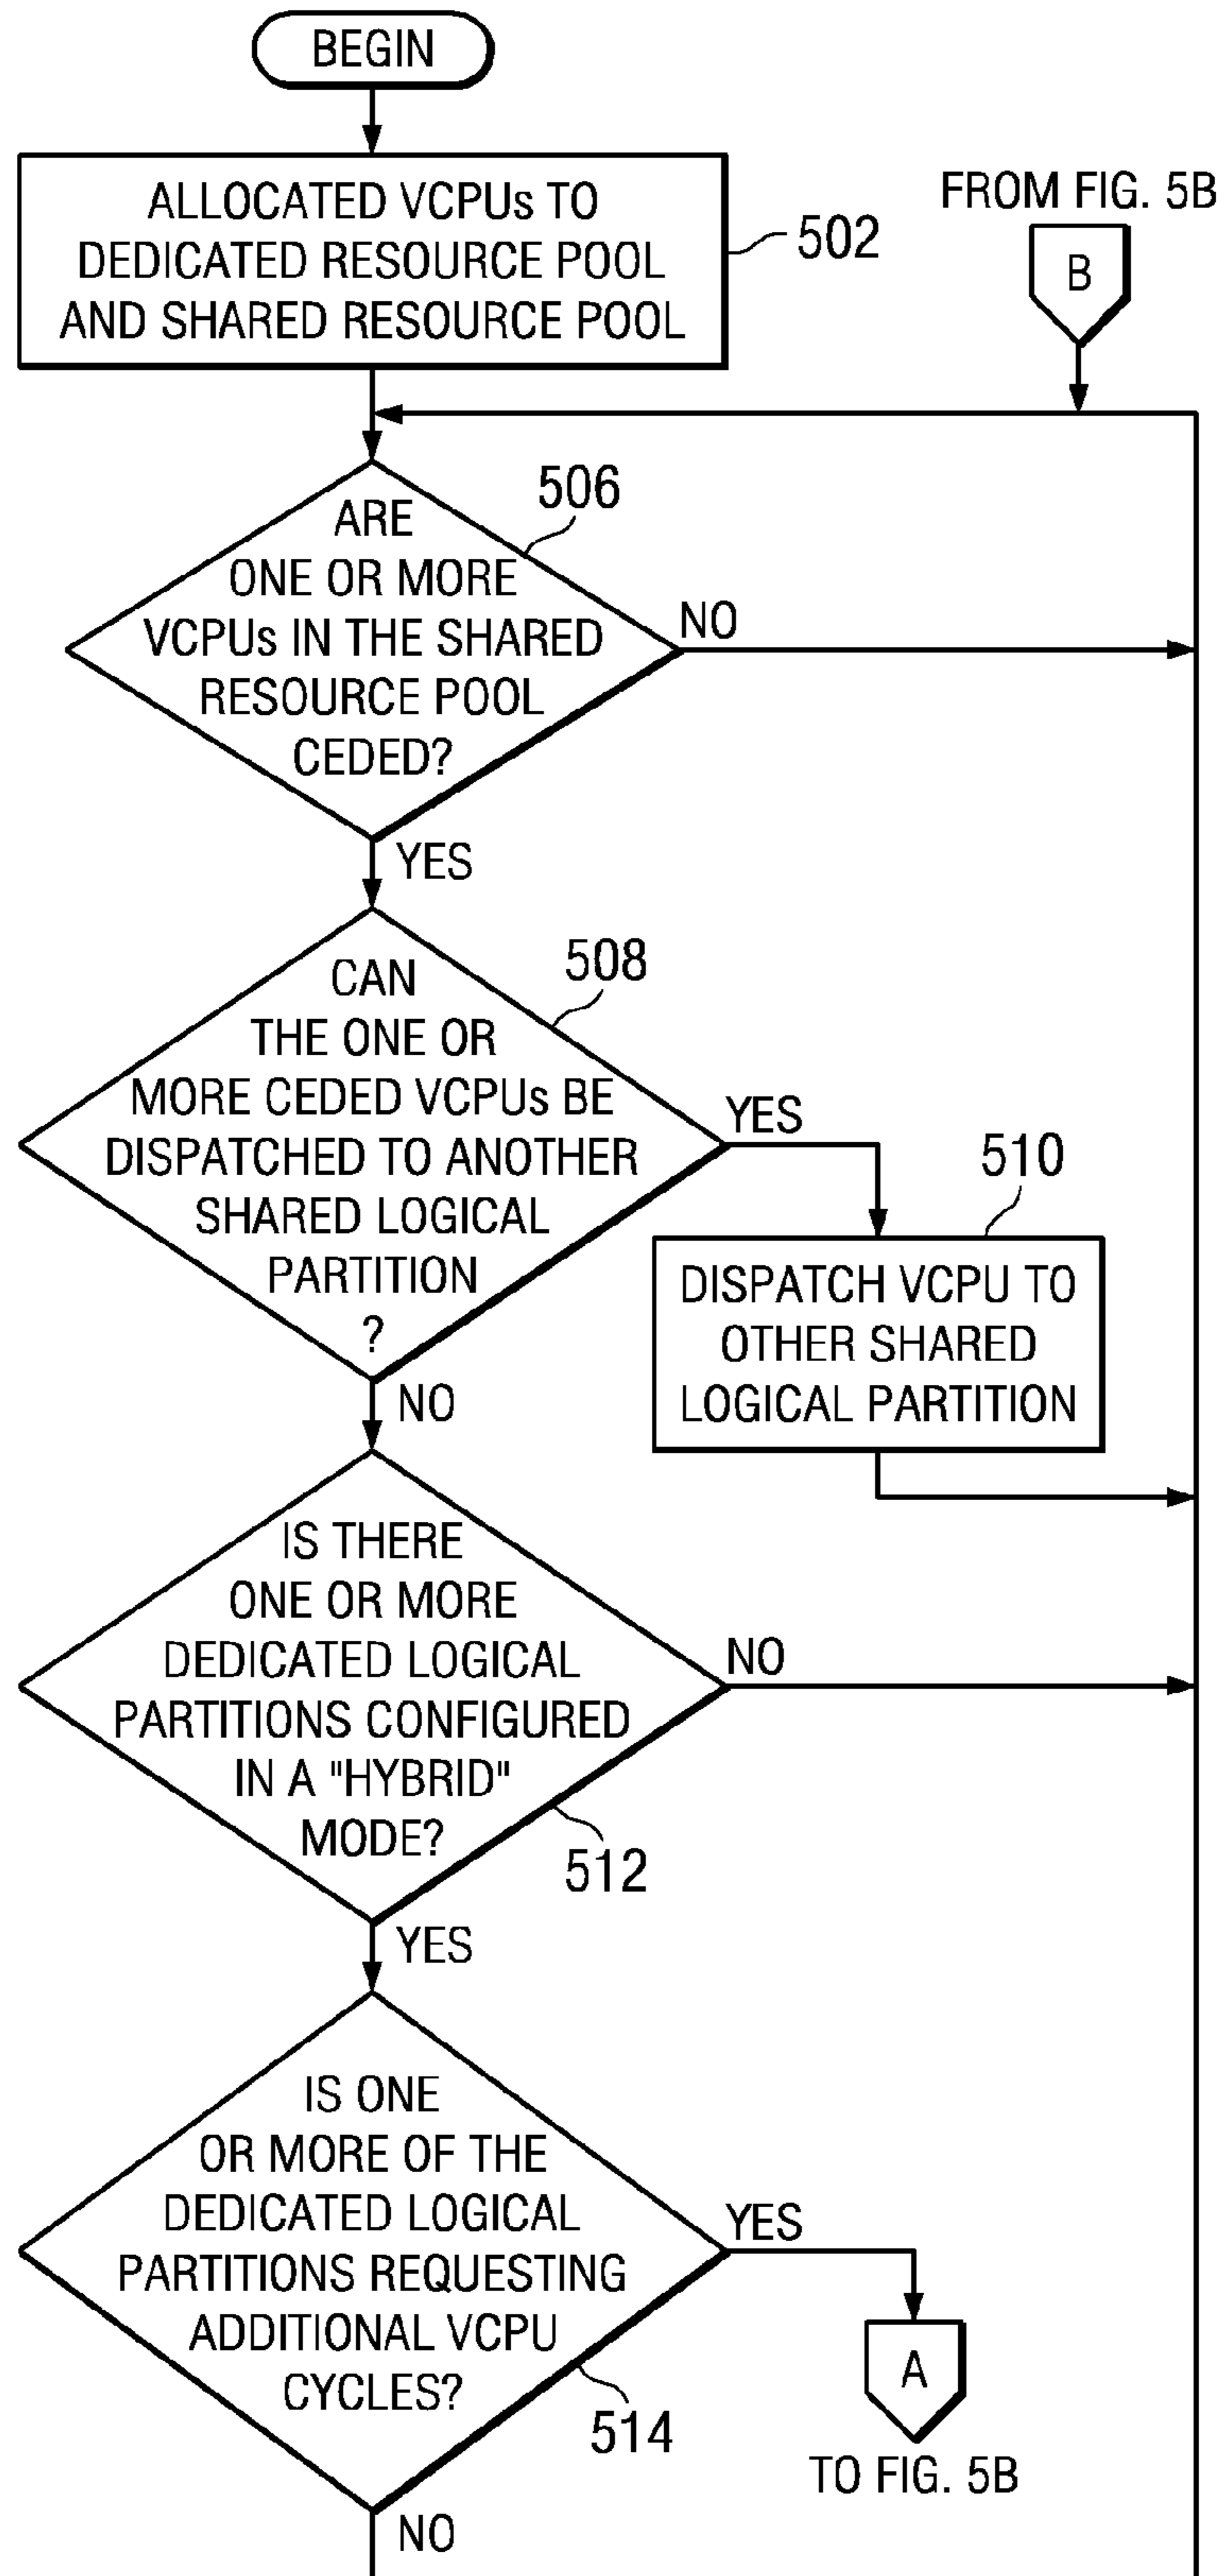 BEGIN
ALLOCATED VCPUs TO
DEDICATED RESOURCE POOL
AND SHARED RESOURCE POOL
502
FROM FIG. 5B
B
506
ARE
ONE OR MORE
VCPUs IN THE SHARED
RESOURCE POOL
CEDED?
NO
YES
508
CAN
THE ONE OR
MORE CEDED VCPUs BE
DISPATCHED TO ANOTHER
SHARED LOGICAL
PARTITION
?
YES
510
DISPATCH VCPU TO
OTHER SHARED
LOGICAL PARTITION
NO
IS THERE
ONE OR MORE
DEDICATED LOGICAL
PARTITIONS CONFIGURED
IN A "HYBRID"
MODE?
NO
512
YES
IS ONE
OR MORE OF THE
DEDICATED LOGICAL
PARTITIONS REQUESTING
ADDITIONAL VCPU
CYCLES?
YES
514
A
TO FIG. 5B
NO